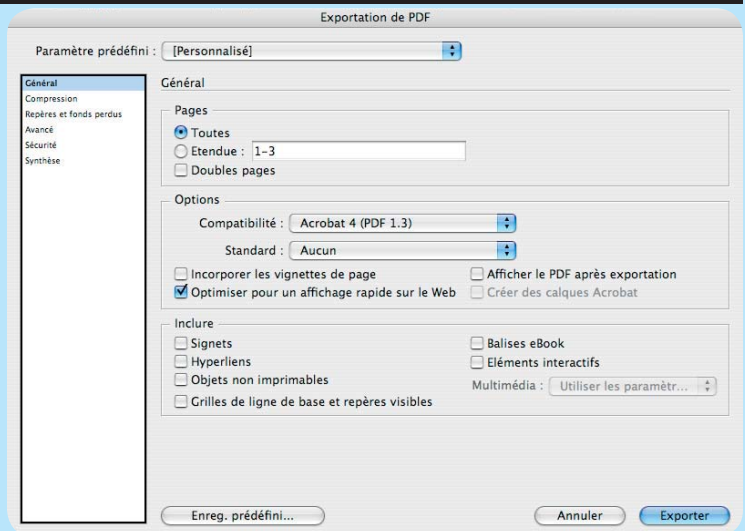 Exportation de PDF
Paramètre prédéfini : [Personnalisé]
Général
Compression
Repères et fonds perdus
Avancé
Sécurité
Synthèse
Général
Pages
Toutes
Etendue : 1-3
Doubles pages
Options
Compatibilité : Acrobat 4 (PDF 1.3)
Standard : Aucun
Incorporer les vignettes de page Afficher le PDF après exportation
Optimiser pour un affichage rapide sur le Web Créer des calques Acrobat
Inclure
Signets Balises eBook
Hyperliens Eléments interactifs
Objets non imprimables Multimédia : Utiliser les paramètr...
Grilles de ligne de base et repères visibles
Enreg. prédéfini... Annuler Exporter